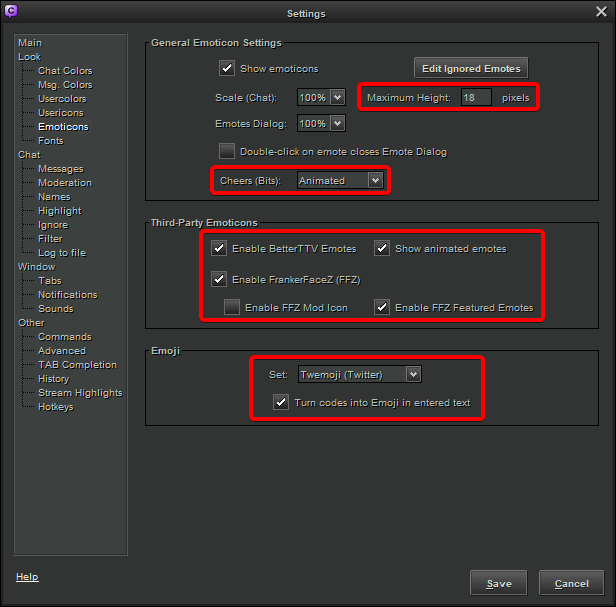 Settings
Main
Look
Chat Colors
Msg. Colors
Usercolors
Usericons
Emoticons
Fonts
Chat
Messages
Moderation
Names
Highlight
Ignore
Filter
Log to file
Window
Tabs
Notifications
Sounds
Other
Commands
Advanced
TAB Completion
History
Stream Highlights
Hotkeys
General Emoticon Settings
Show emoticons Edit Ignored Emotes
Scale (Chat): 100% Maximum Height: 18 pixels
Emotes Dialog: 100%
Double-click on emote closes Emote Dialog
Cheers (Bits): Animated
Third-Party Emoticons
Enable BetterTTV Emotes Show animated emotes
Enable FrankerFaceZ (FFZ)
Enable FFZ Mod Icon Enable FFZ Featured Emotes
Emoji
Set: Twemoji (Twitter)
Turn codes into Emoji in entered text
Help Save Cancel